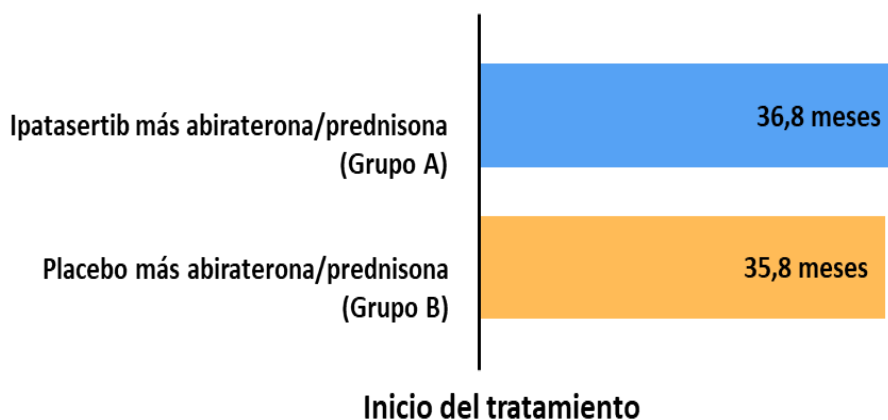 Ipatasertib más abiraterona/prednisona
(Grupo A)
36,8 meses
Placebo más abiraterona/prednisona
(Grupo B)
35,8 meses
Inicio del tratamiento